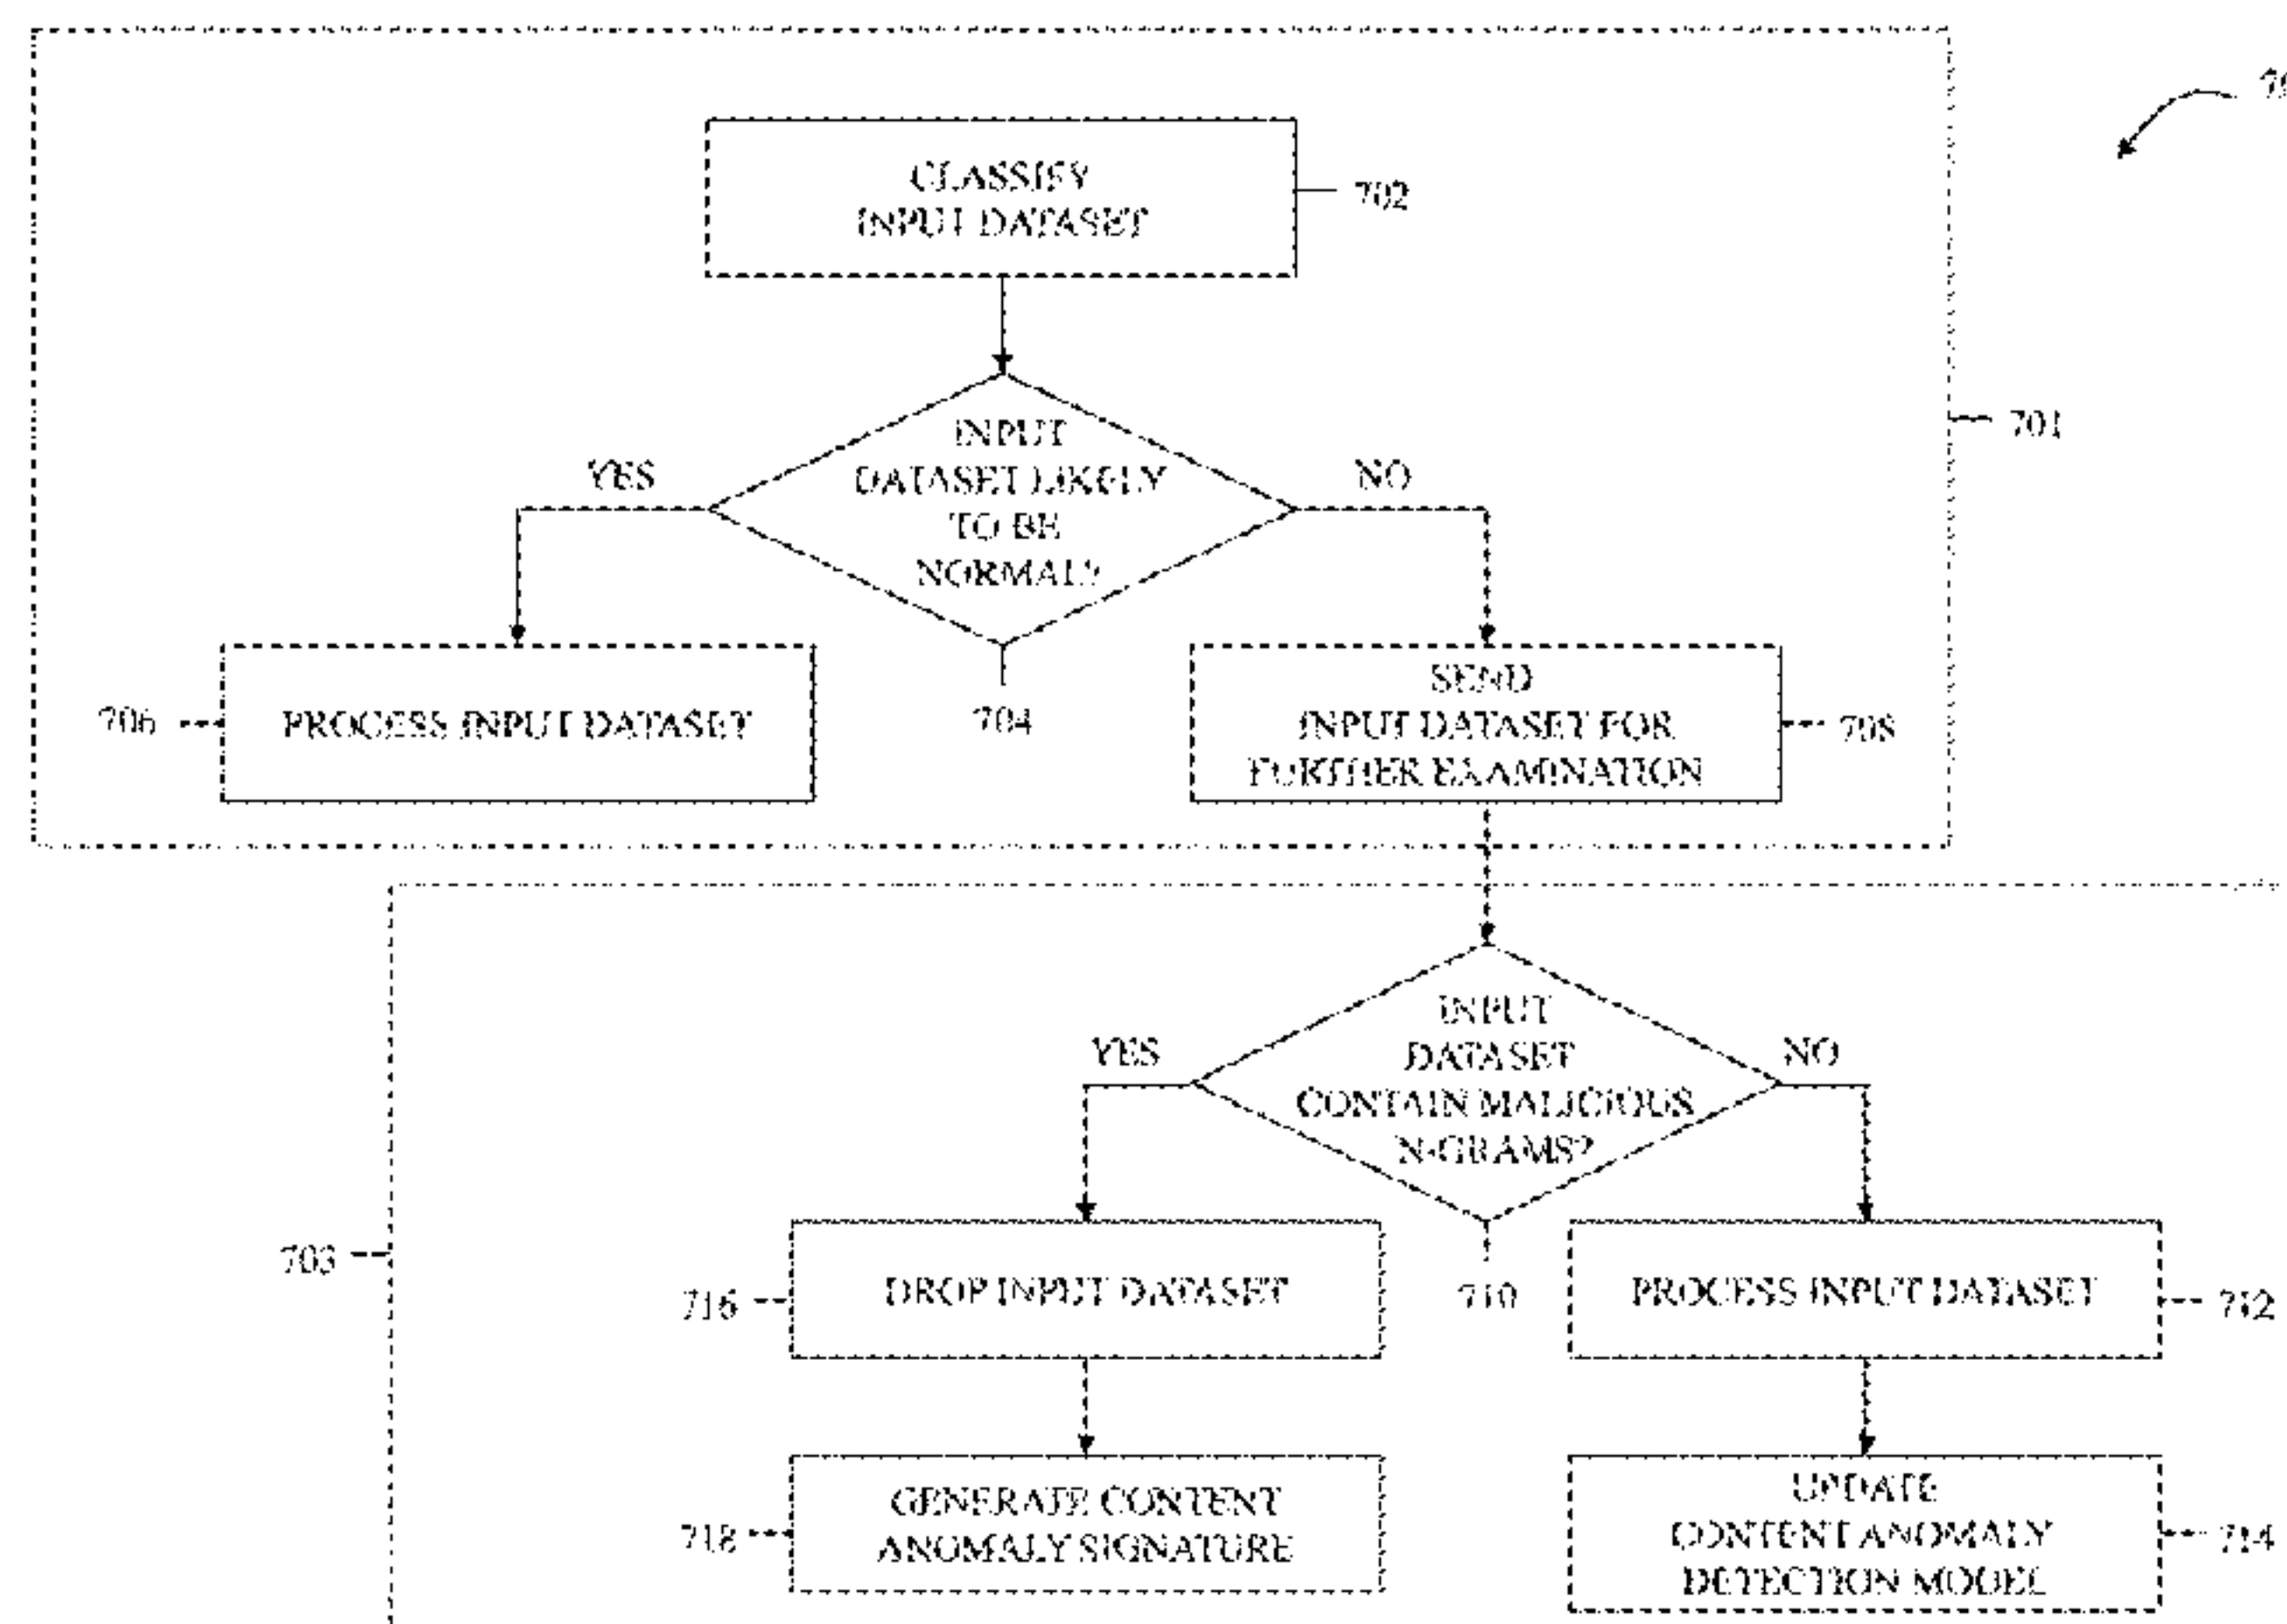 CLASSIFY
INPUT DATASET
702
INPUT
DATASET LIKELY
TO BE
NORMAL?
YES
NO
701
706
PROCESS INPUT DATASET
704
SEND
INPUT DATASET FOR
FURTHER EXAMINATION
708
INPUT
DATASET
CONTAIN MALICIOUS
N-GRAMS?
YES
NO
703
716
DROP INPUT DATASET
710
PROCESS INPUT DATASET
712
718
GENERATE CONTENT
ANOMALY SIGNATURE
UPDATE
CONTENT ANOMALY
DETECTION MODEL
714